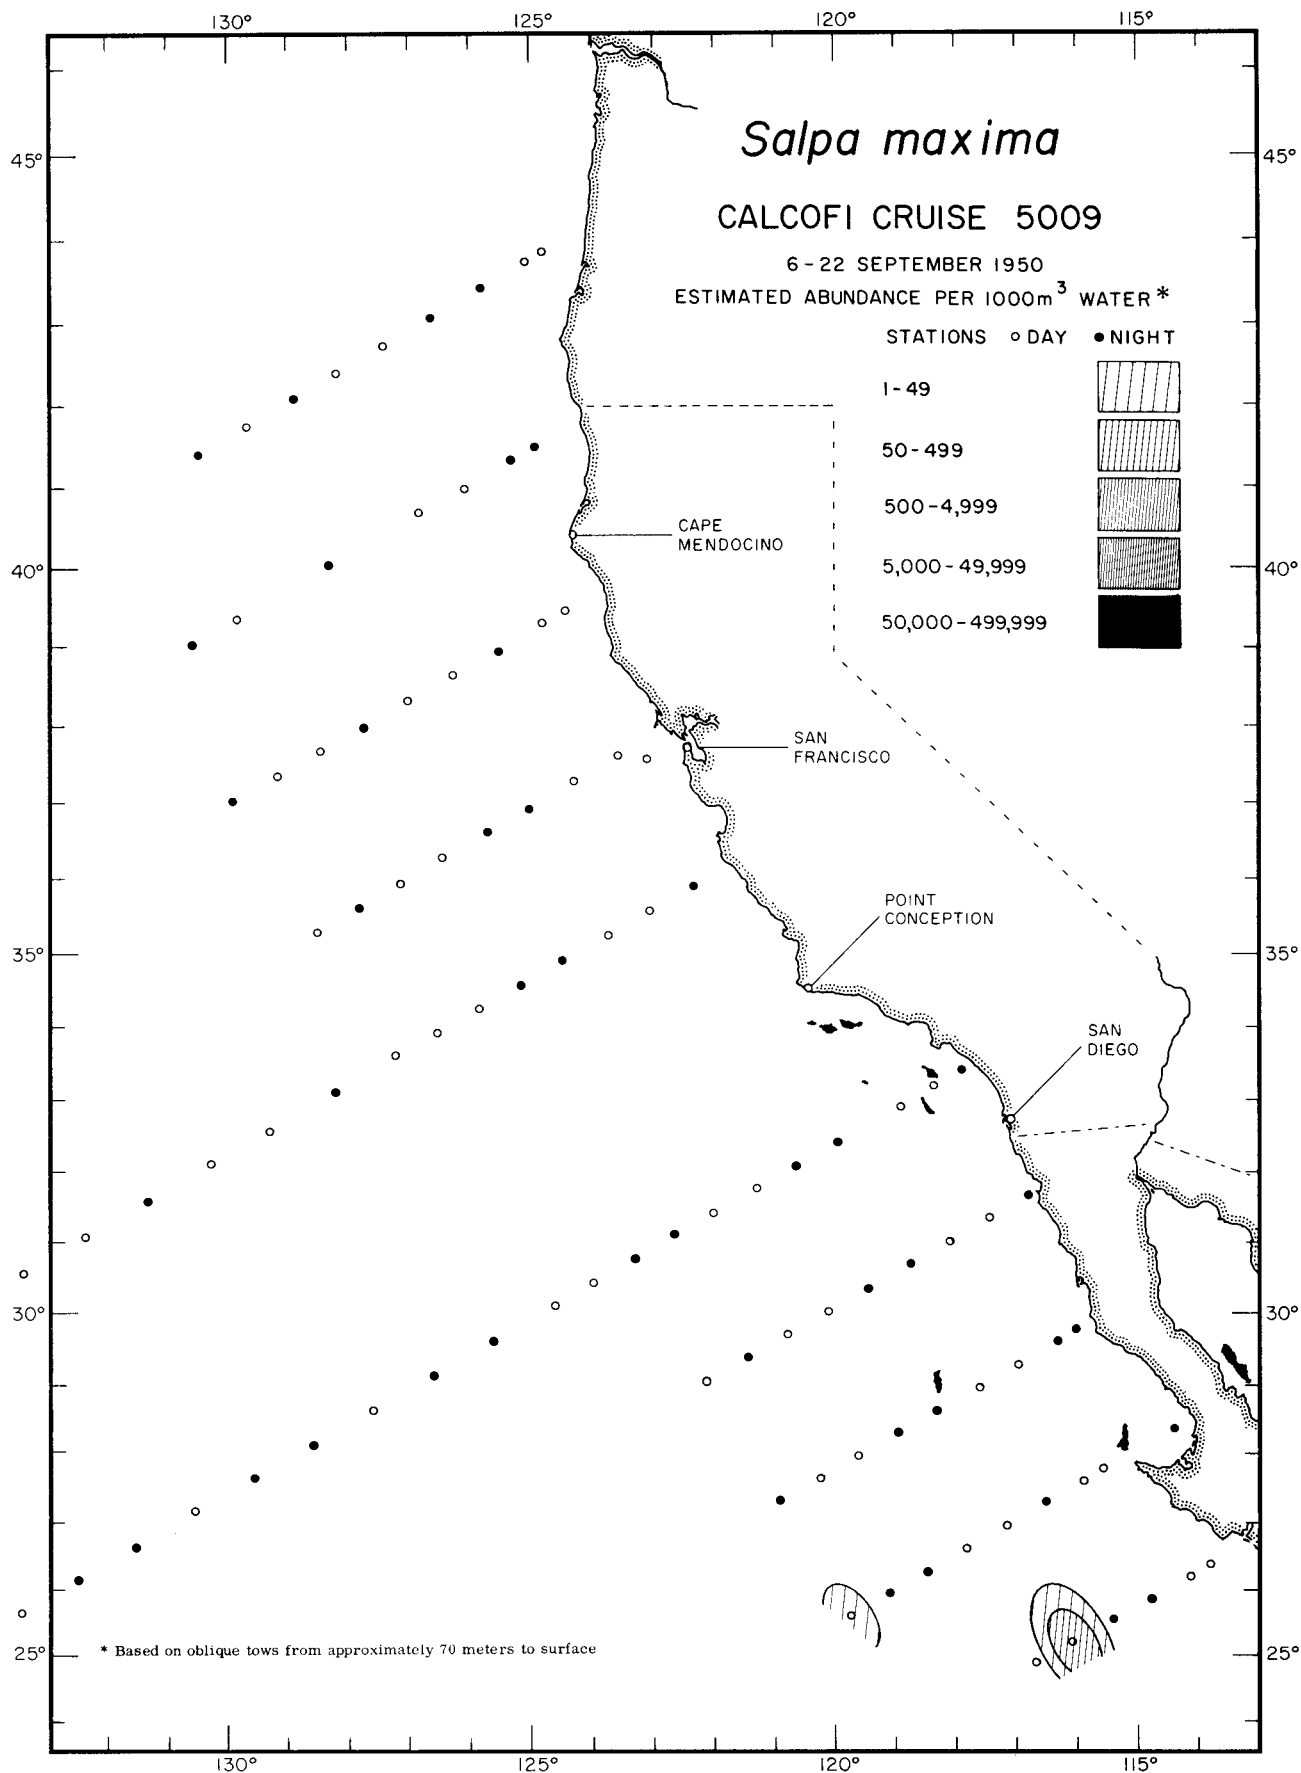 130° 125° 120° 115°
Salpa maxima
45° 45°
CALCOFI CRUISE 5009
6-22 SEPTEMBER 1950
ESTIMATED ABUNDANCE PER 1000m³ WATER*
STATIONS ○ DAY ● NIGHT
1-49
50-499
500-4,999
5,000-49,999
50,000-499,999
CAPE
MENDOCINO
40° 40°
SAN
FRANCISCO
POINT
CONCEPTION
35° 35°
SAN
DIEGO
30° 30°
* Based on oblique tows from approximately 70 meters to surface
25° 25°
130° 125° 120° 115°